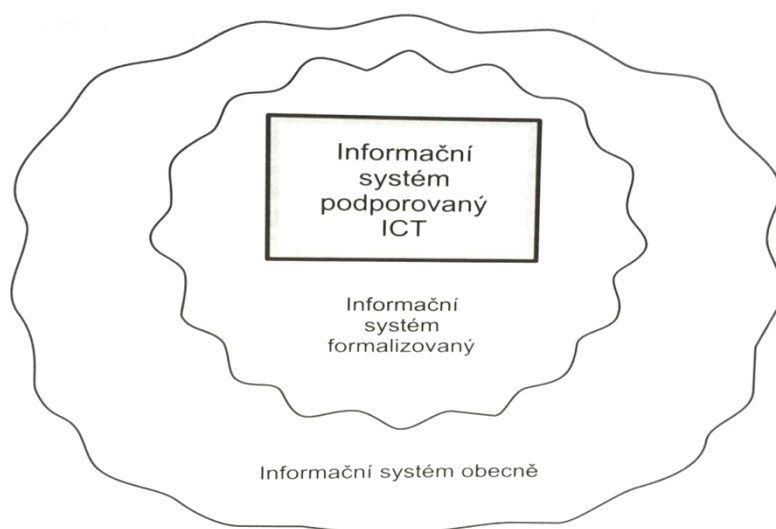 Informační
systém
podporovaný
ICT
Informační
systém
formalizovaný
Informační systém obecně